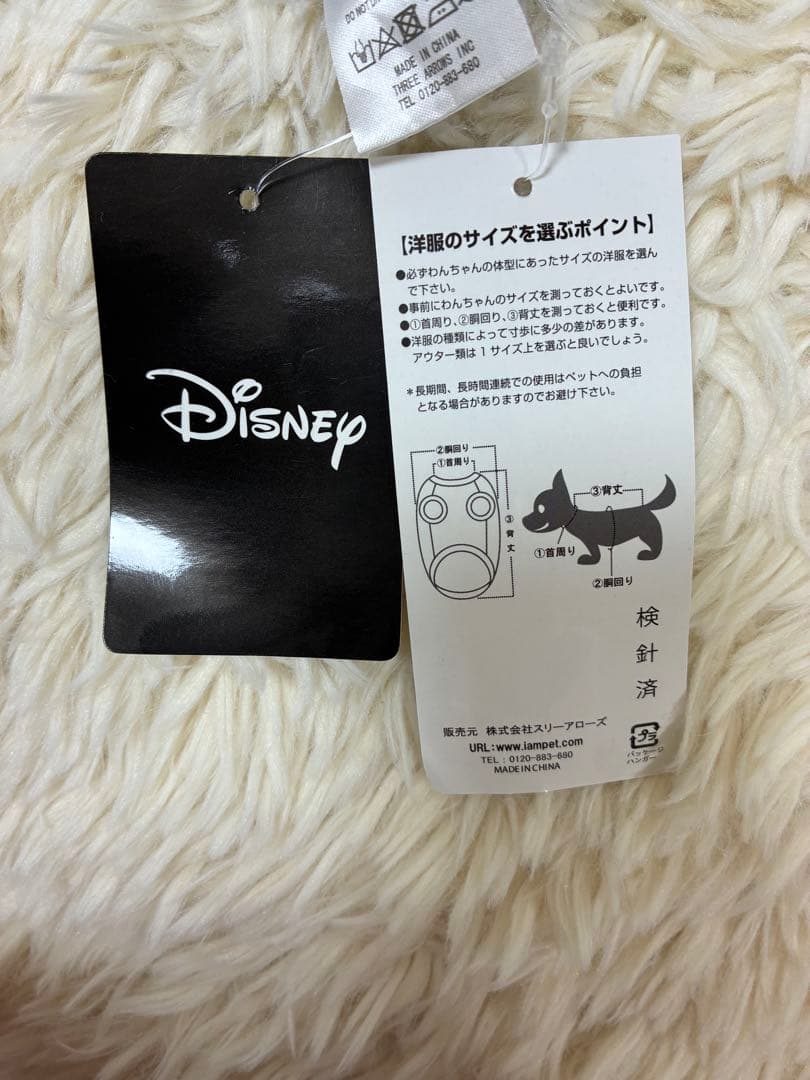 MADE IN CHINA
THREE ARROWS INC
TEL 0120-883-680
Disney
【洋服のサイズを選ぶポイント】
●必ずわんちゃんの体型にあったサイズの洋服を選ん
で下さい。
●事前にわんちゃんのサイズを測っておくとよいです。
●①首周り、②胴回り、③背丈を測っておくと便利です。
●洋服の種類によって寸歩に多少の差があります。
アウター類は1サイズ上を選ぶと良いでしょう。
＊長期間、長時間連続での使用はペットへの負担
となる場合がありますのでお避け下さい。
②胴回り
①首周り
③背丈
③背丈
①首周り
②胴回り
検針済
販売元 株式会社スリーアローズ
URL:www.iampet.com
TEL:0120-883-680
MADE IN CHINA
プラ
パッケージ
ハンガー